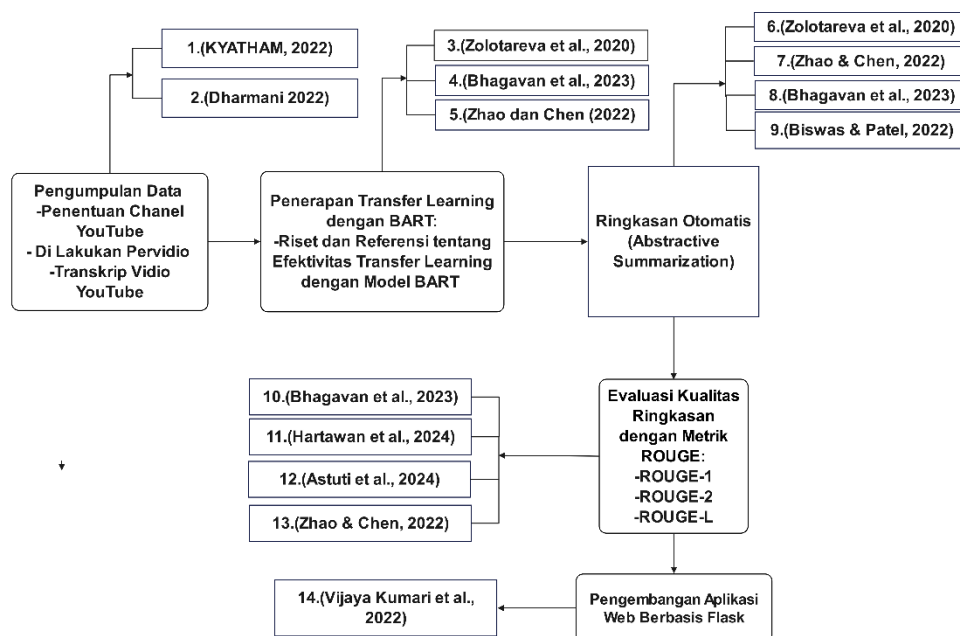 1.(KYATHAM, 2022)
2.(Dharmani 2022)
3.(Zolotareva et al., 2020)
4.(Bhagavan et al., 2023)
5.(Zhao dan Chen (2022)
6.(Zolotareva et al., 2020)
7.(Zhao & Chen, 2022)
8.(Bhagavan et al., 2023)
9.(Biswas & Patel, 2022)
Pengumpulan Data
-Penentuan Chanel
YouTube
- Di Lakukan Pervidio
-Transkrip Vidio
YouTube
Penerapan Transfer Learning
dengan BART:
-Riset dan Referensi tentang
Efektivitas Transfer Learning
dengan Model BART
Ringkasan Otomatis
(Abstractive
Summarization)
10.(Bhagavan et al., 2023)
11.(Hartawan et al., 2024)
12.(Astuti et al., 2024)
13.(Zhao & Chen, 2022)
Evaluasi Kualitas
Ringkasan
dengan Metrik
ROUGE:
-ROUGE-1
-ROUGE-2
-ROUGE-L
14.(Vijaya Kumari et al.,
2022)
Pengembangan Aplikasi
Web Berbasis Flask